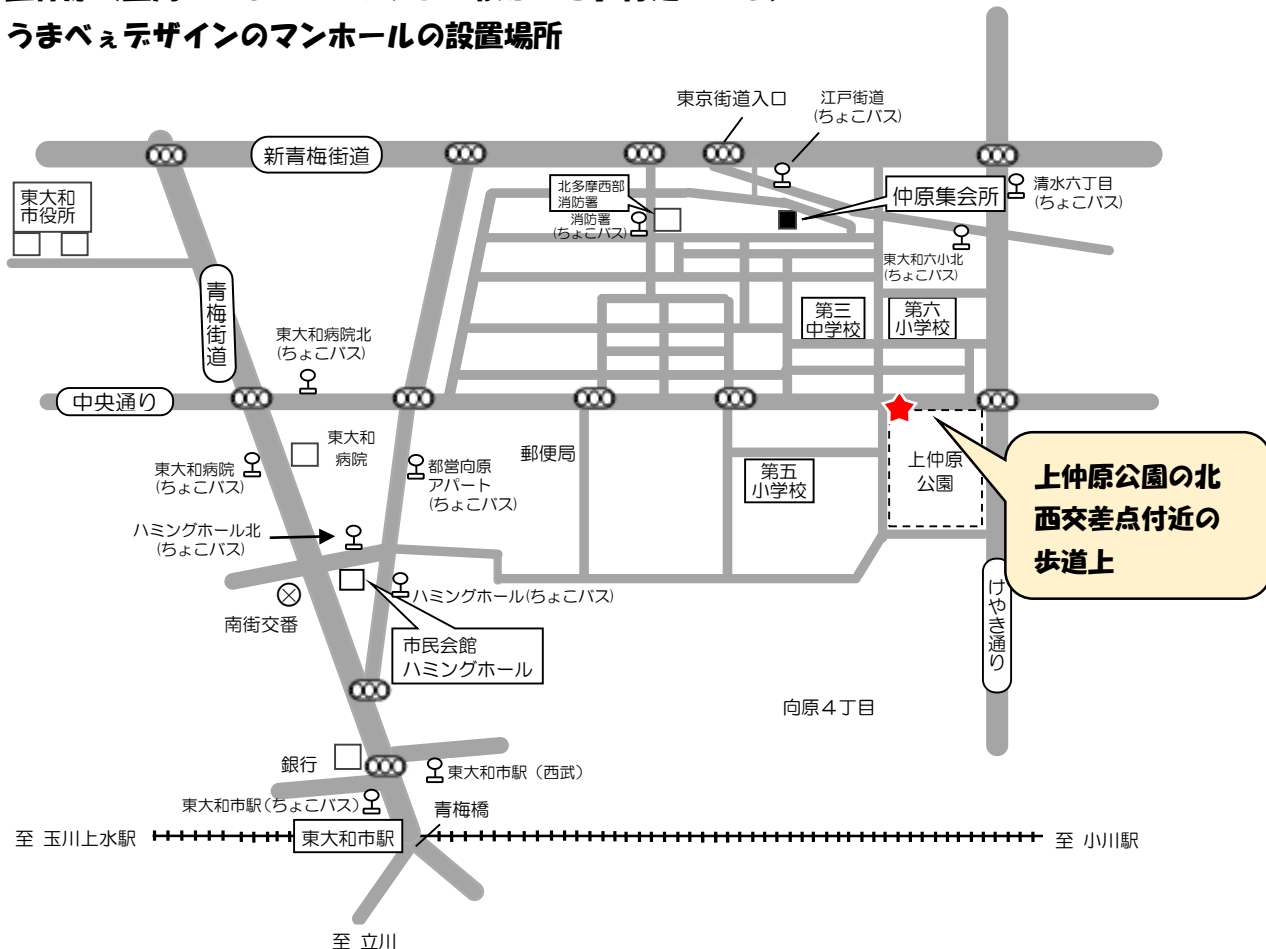 うまべぇデザインのマンホールの設置場所
東京街道入口
江戸街道
(ちょこバス)
新青梅街道
東大和
市役所
北多摩西部
消防署
消防署
(ちょこバス)
仲原集会所
清水六丁目
(ちょこバス)
東大和六小北
(ちょこバス)
青梅街道
第三
中学校
第六
小学校
東大和病院北
(ちょこバス)
中央通り
東大和
病院
東大和病院
(ちょこバス)
都営向原
アパート
(ちょこバス)
郵便局
第五
小学校
上仲原
公園
上仲原公園の北
西交差点付近の
歩道上
ハミングホール北
(ちょこバス)
南街交番
ハミングホール(ちょこバス)
市民会館
ハミングホール
けやき通り
向原4丁目
銀行
東大和市駅（西武）
東大和市駅(ちょこバス)
青梅橋
至 玉川上水駅
東大和市駅
至 小川駅
至 立川